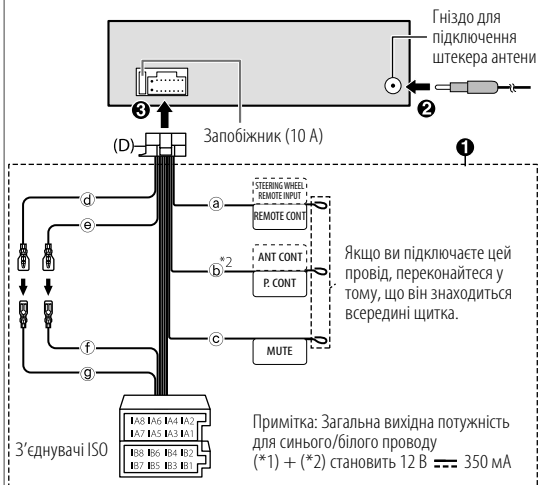 Гніздо для
підключення
штекера антени
❸
❷
Запобіжник (10 А)
(D)
❶
ⓓ
ⓔ
ⓐ
STEERING WHEEL
REMOTE INPUT
REMOTE CONT
ⓑ*2
ANT CONT
P. CONT
Якщо ви підключаєте цей
провід, переконайтеся у
тому, що він знаходиться
всередині щитка.
ⓒ
MUTE
ⓕ
ⓖ
З’єднувачі ISO
A8 A6 A4 A2
A7 A5 A3 A1
B8 B6 B4 B2
B7 B5 B3 B1
Примітка: Загальна вихідна потужність
для синього/білого проводу
(*1) + (*2) становить 12 В ⎓ 350 мА